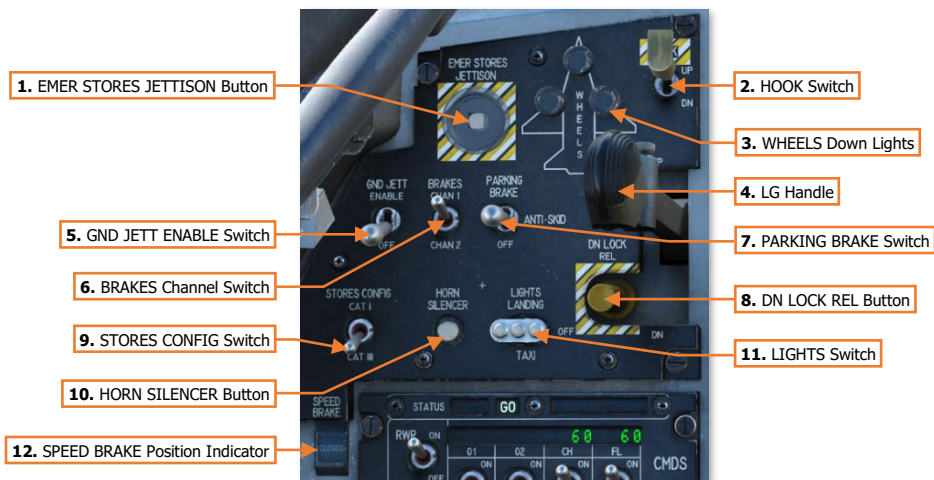 EMER STORES
JETTISON
1. EMER STORES JETTISON Button
UP
2. HOOK Switch
DN
W
H
E
E
L
S
3. WHEELS Down Lights
4. LG Handle
GND JETT
ENABLE
OFF
BRAKES
CHAN I
CHAN 2
PARKING
BRAKE
ANTI-SKID
OFF
5. GND JETT ENABLE Switch
7. PARKING BRAKE Switch
DN LOCK
REL
6. BRAKES Channel Switch
8. DN LOCK REL Button
STORES CONFIG
CAT I
CAT III
HORN
SILENCER
LIGHTS
LANDING
OFF
TAXI
DN
9. STORES CONFIG Switch
11. LIGHTS Switch
10. HORN SILENCER Button
SPEED
BRAKE
CLOSED
12. SPEED BRAKE Position Indicator
STATUS
GO
RWR
ON
OFF
60 60
01 02 CH FL
ON ON ON ON
CMDS